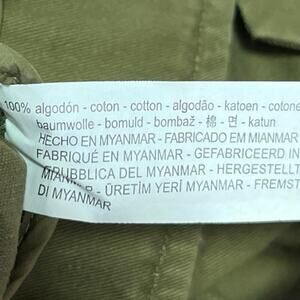 100% algodón - coton - cotton - algodão - katoen - cotone
baumwolle - bomuld - bombaž - 棉 - 면 - katun
HECHO EN MYANMAR - FABRICADO EM MIANMAR
FABRIQUÉ EN MYANMAR - GEFABRICEERD IN
MYANMAR REPUBBLICA DEL MYANMAR - HERGESTELLT
DI MYANMAR - ÜRETİM YERİ MYANMAR - FREMST